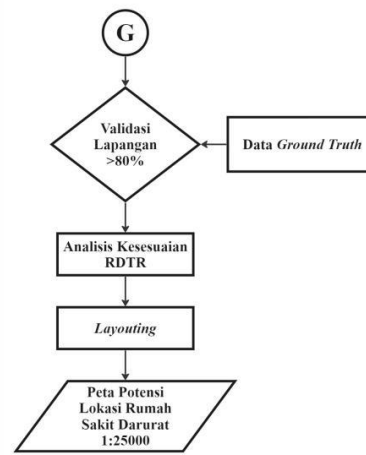 G
Validasi
Lapangan
>80%
Data Ground Truth
Analisis Kesesuaian
RDTR
Layouting
Peta Potensi
Lokasi Rumah
Sakit Darurat
1:25000